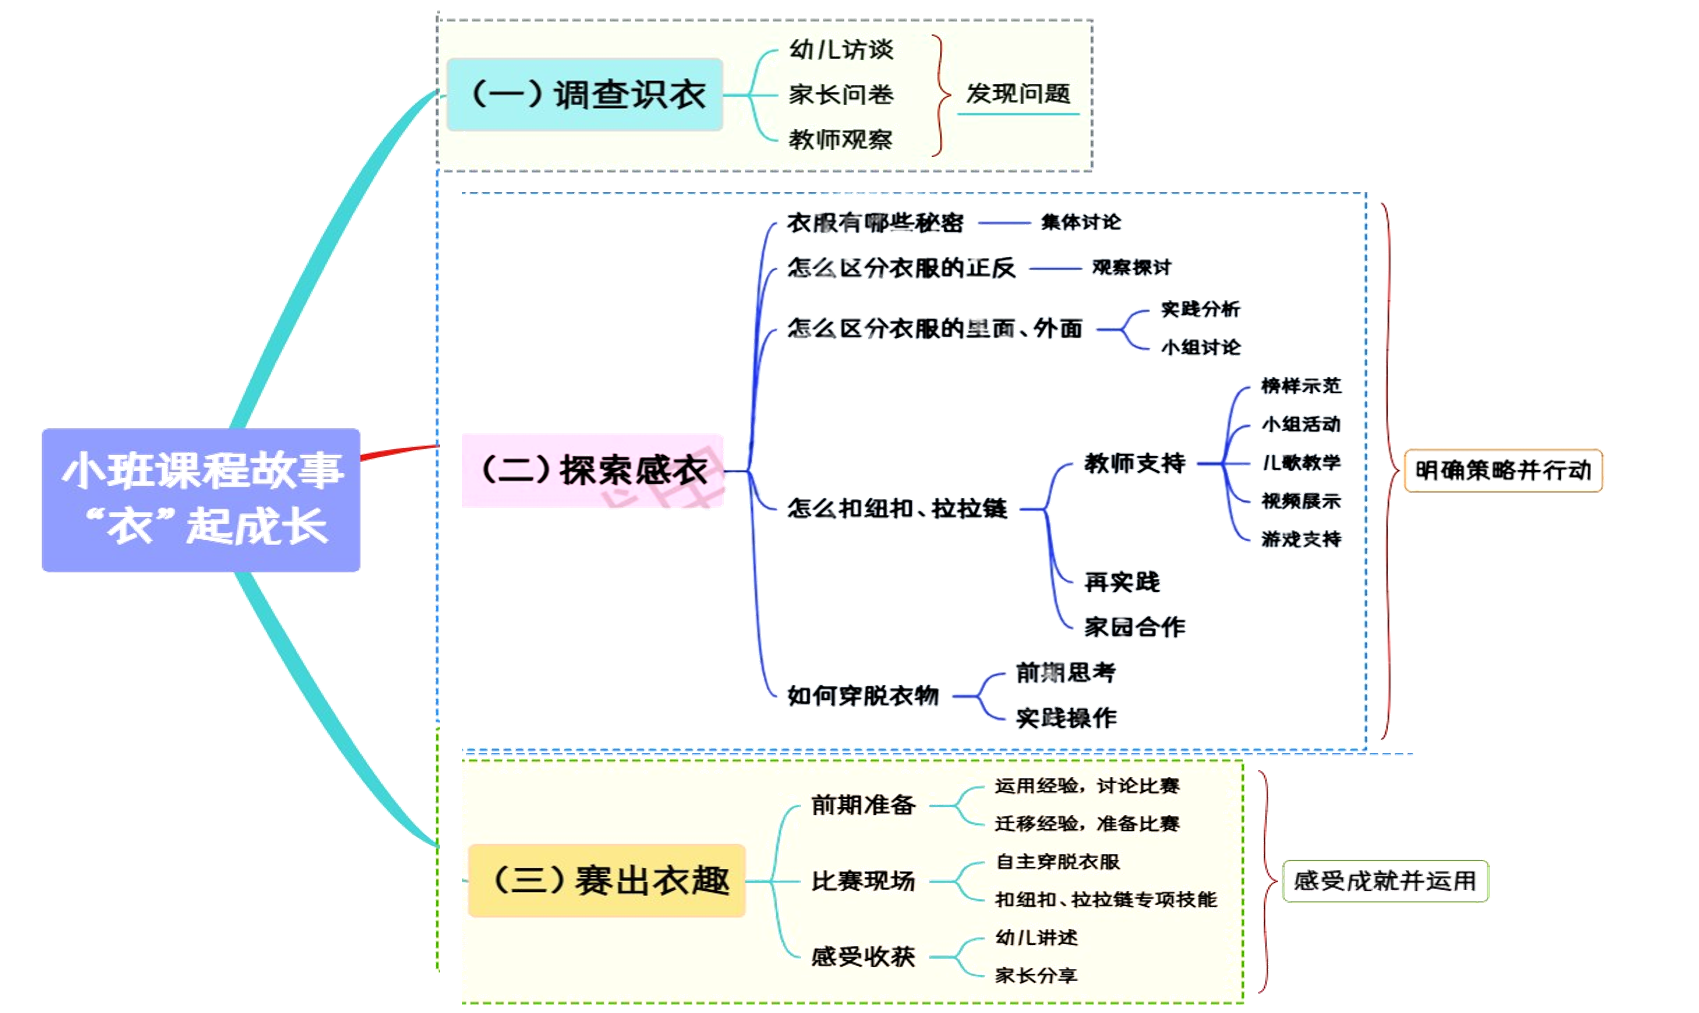 小班课程故事
“衣”起成长
（一）调查识衣
幼儿访谈
家长问卷
教师观察
发现问题
（二）探索感衣
衣服有哪些秘密
集体讨论
怎么区分衣服的正反
观察探讨
怎么区分衣服的里面、外面
实践分析
小组讨论
怎么扣纽扣、拉拉链
教师支持
榜样示范
小组活动
儿歌教学
视频展示
游戏支持
再实践
家园合作
如何穿脱衣物
前期思考
实践操作
明确策略并行动
（三）赛出衣趣
前期准备
运用经验，讨论比赛
迁移经验，准备比赛
比赛现场
自主穿脱衣服
扣纽扣、拉拉链专项技能
感受收获
幼儿讲述
家长分享
感受成就并运用